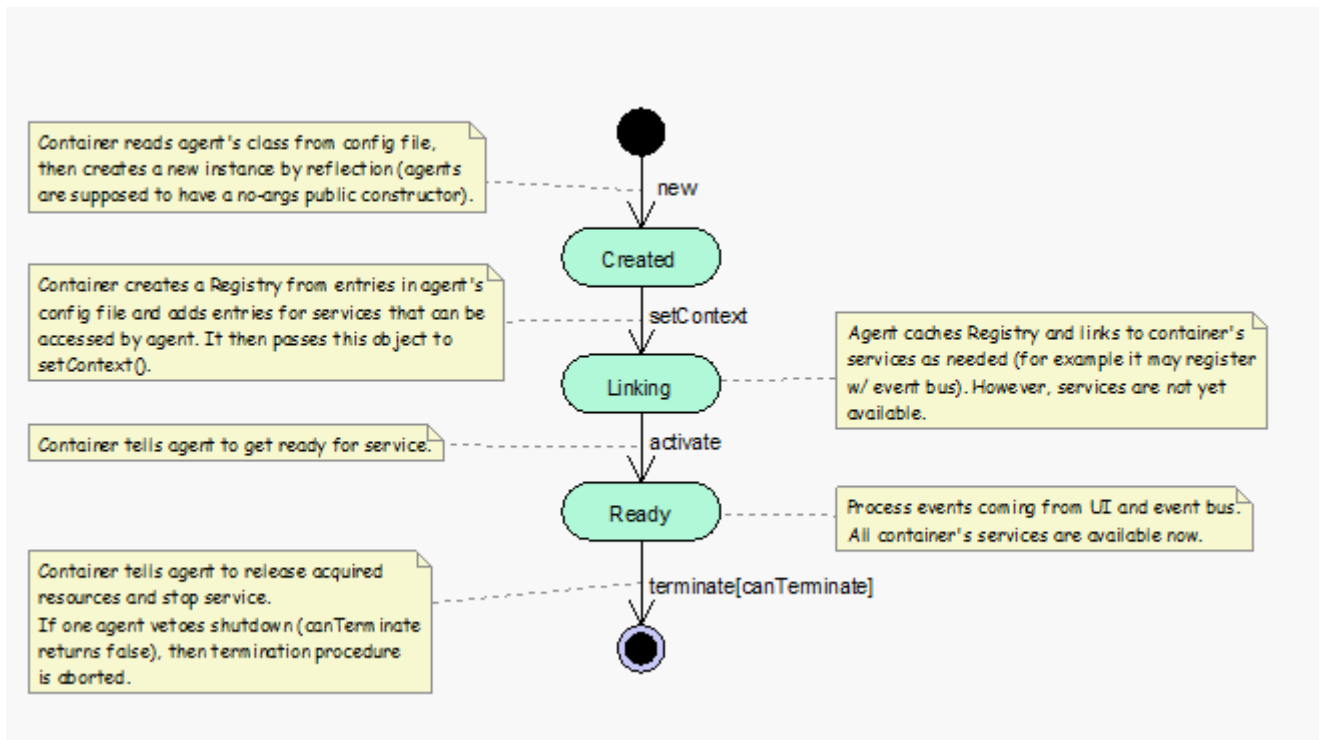 Container reads agent's class from config file,
then creates a new instance by reflection (agents
are supposed to have a no-args public constructor).
new
Created
Container creates a Registry from entries in agent's
config file and adds entries for services that can be
accessed by agent. It then passes this object to
setContext().
setContext
Agent caches Registry and links to container's
services as needed (for example it may register
w/ event bus). However, services are not yet
available.
Linking
Container tells agent to get ready for service.
activate
Ready
Process events coming from UI and event bus.
All container's services are available now.
Container tells agent to release acquired
resources and stop service.
If one agent vetoes shutdown (canTerminate
returns false), then termination procedure
is aborted.
terminate[canTerminate]